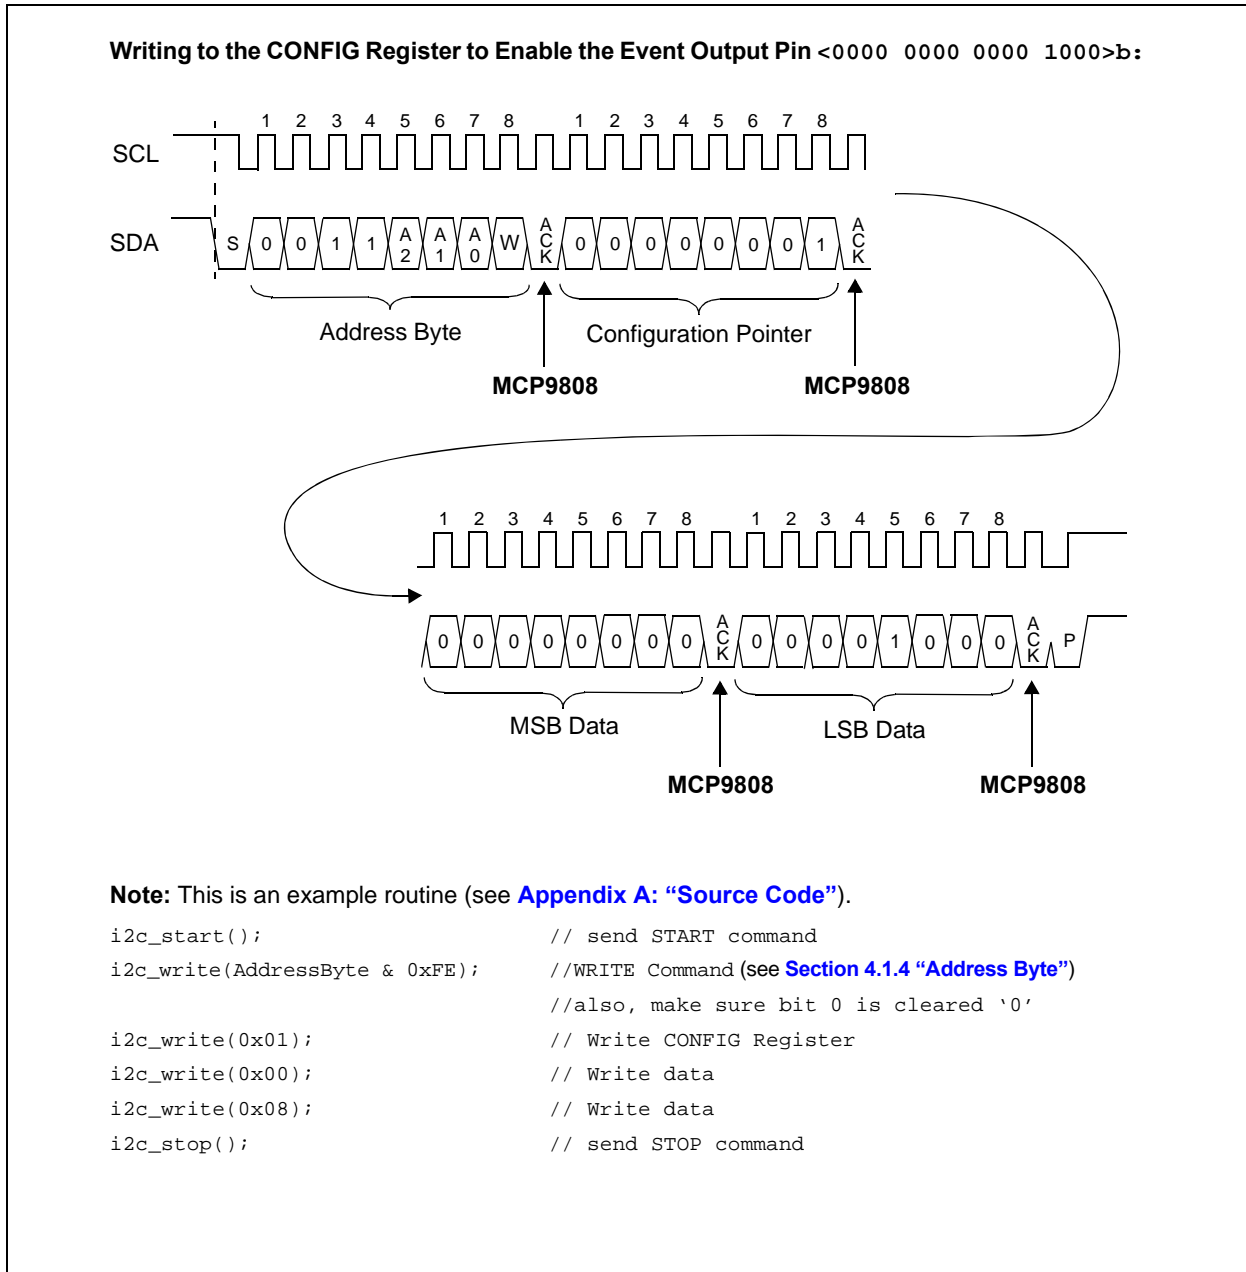 Writing to the CONFIG Register to Enable the Event Output Pin <0000 0000 0000 1000>b:
1 2 3 4 5 6 7 8 1 2 3 4 5 6 7 8
SCL
SDA S 0 0 1 1 A2 A1 A0 W ACK 0 0 0 0 0 0 0 1 ACK
Address Byte Configuration Pointer
MCP9808 MCP9808
1 2 3 4 5 6 7 8 1 2 3 4 5 6 7 8
0 0 0 0 0 0 0 0 ACK 0 0 0 0 1 0 0 0 ACK P
MSB Data LSB Data
MCP9808 MCP9808
Note: This is an example routine (see Appendix A: “Source Code”).
i2c_start(); // send START command
i2c_write(AddressByte & 0xFE); //WRITE Command (see Section 4.1.4 “Address Byte”)
//also, make sure bit 0 is cleared ‘0’
i2c_write(0x01); // Write CONFIG Register
i2c_write(0x00); // Write data
i2c_write(0x08); // Write data
i2c_stop(); // send STOP command